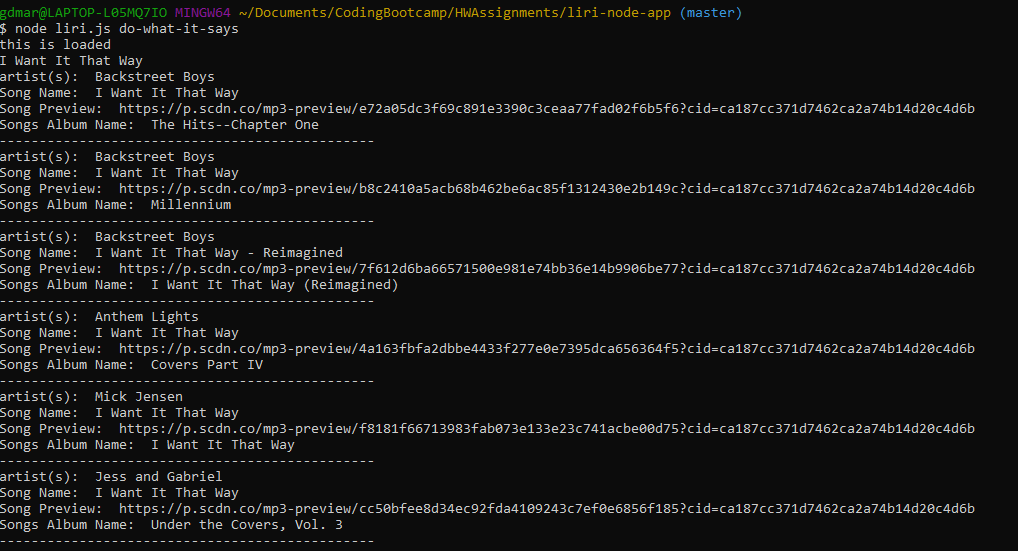 gdmar@LAPTOP-L05MQ7IO MINGW64 ~/Documents/CodingBootcamp/HWAssignments/liri-node-app (master)
$ node liri.js do-what-it-says
this is loaded
I Want It That Way
artist(s):  Backstreet Boys
Song Name:  I Want It That Way
Song Preview:  https://p.scdn.co/mp3-preview/e72a05dc3f69c891e3390c3ceaa77fad02f6b5f6?cid=ca187cc371d7462ca2a74b14d20c4d6b
Songs Album Name:  The Hits--Chapter One
-----------------------------------------------
artist(s):  Backstreet Boys
Song Name:  I Want It That Way
Song Preview:  https://p.scdn.co/mp3-preview/b8c2410a5acb68b462be6ac85f1312430e2b149c?cid=ca187cc371d7462ca2a74b14d20c4d6b
Songs Album Name:  Millennium
-----------------------------------------------
artist(s):  Backstreet Boys
Song Name:  I Want It That Way - Reimagined
Song Preview:  https://p.scdn.co/mp3-preview/7f612d6ba66571500e981e74bb36e14b9906be77?cid=ca187cc371d7462ca2a74b14d20c4d6b
Songs Album Name:  I Want It That Way (Reimagined)
-----------------------------------------------
artist(s):  Anthem Lights
Song Name:  I Want It That Way
Song Preview:  https://p.scdn.co/mp3-preview/4a163fbfa2dbbe4433f277e0e7395dca656364f5?cid=ca187cc371d7462ca2a74b14d20c4d6b
Songs Album Name:  Covers Part IV
-----------------------------------------------
artist(s):  Mick Jensen
Song Name:  I Want It That Way
Song Preview:  https://p.scdn.co/mp3-preview/f8181f66713983fab073e133e23c741acbe00d75?cid=ca187cc371d7462ca2a74b14d20c4d6b
Songs Album Name:  I Want It That Way
-----------------------------------------------
artist(s):  Jess and Gabriel
Song Name:  I Want It That Way
Song Preview:  https://p.scdn.co/mp3-preview/cc50bfee8d34ec92fda4109243c7ef0e6856f185?cid=ca187cc371d7462ca2a74b14d20c4d6b
Songs Album Name:  Under the Covers, Vol. 3
-----------------------------------------------